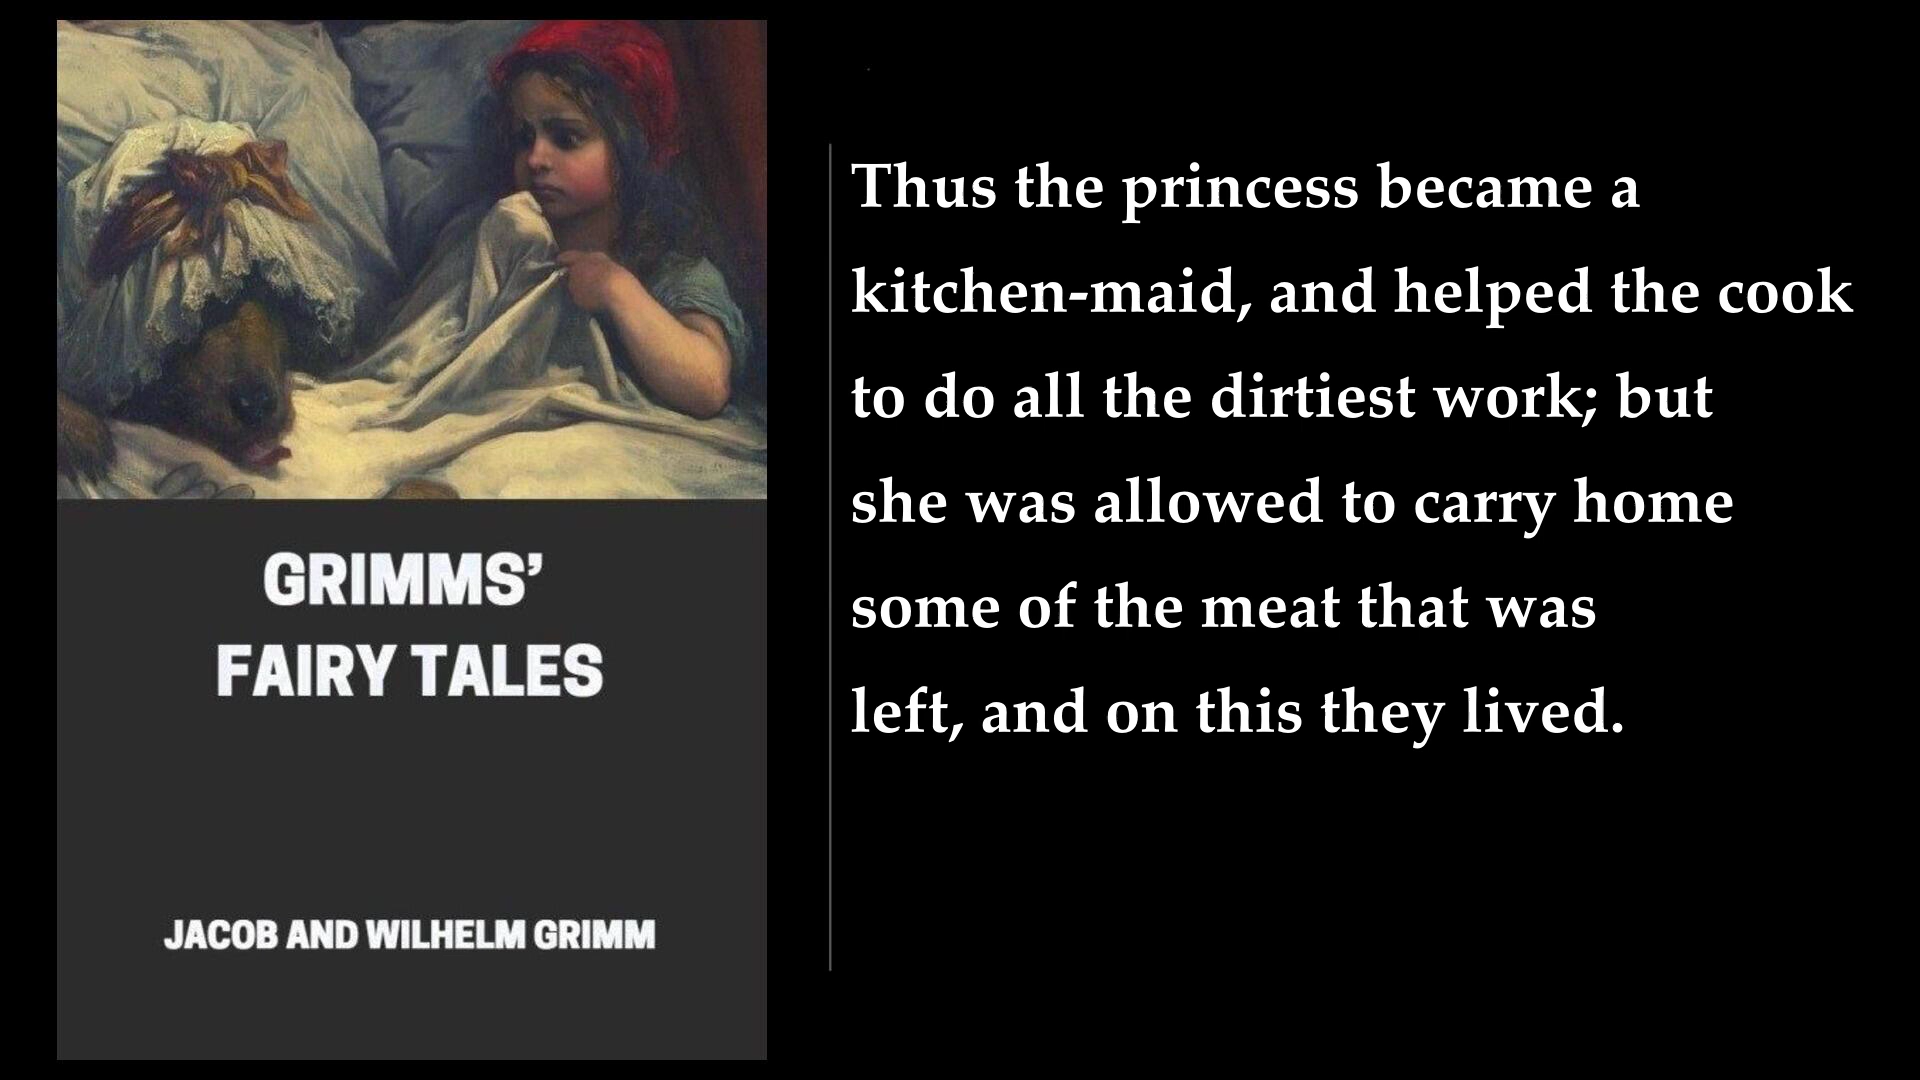 GRIMMS’
FAIRY TALES
JACOB AND WILHELM GRIMM
Thus the princess became a
kitchen-maid, and helped the cook
to do all the dirtiest work; but
she was allowed to carry home
some of the meat that was
left, and on this they lived.